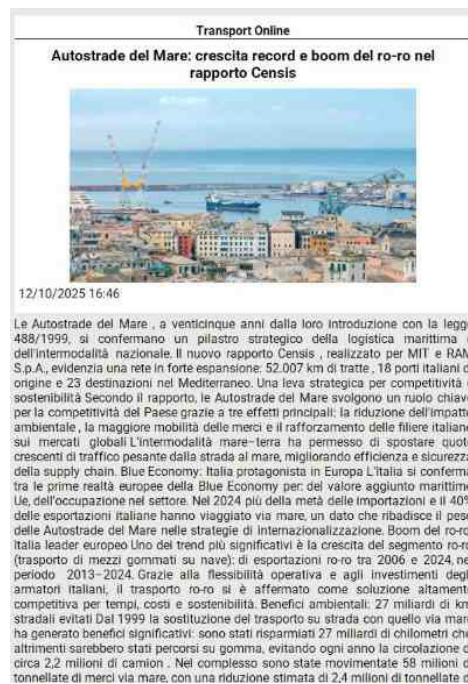 Transport Online
Autostrade del Mare: crescita record e boom del ro-ro nel
rapporto Censis
12/10/2025 16:46
Le Autostrade del Mare , a venticinque anni dalla loro introduzione con la legge
488/1999, si confermano un pilastro strategico della logistica marittima e
dell'intermodalità nazionale. Il nuovo rapporto Censis , realizzato per MIT e RAM
S.p.A., evidenzia una rete in forte espansione: 52.007 km di tratte , 18 porti italiani di
origine e 23 destinazioni nel Mediterraneo. Una leva strategica per competitività e
sostenibilità Secondo il rapporto, le Autostrade del Mare svolgono un ruolo chiave
per la competitività del Paese grazie a tre effetti principali: la riduzione dell'impatto
ambientale , la maggiore mobilità delle merci e il rafforzamento delle filiere italiane
sui mercati globali L'intermodalità mare–terra ha permesso di spostare quote
crescenti di traffico pesante dalla strada al mare, migliorando efficienza e sicurezza
della supply chain. Blue Economy: Italia protagonista in Europa L'Italia si conferma
tra le prime realtà europee della Blue Economy per: del valore aggiunto marittimo
Ue, dell'occupazione nel settore. Nel 2024 più della metà delle importazioni e il 40%
delle esportazioni italiane hanno viaggiato via mare, un dato che ribadisce il peso
delle Autostrade del Mare nelle strategie di internazionalizzazione. Boom del ro-ro:
Italia leader europeo Uno dei trend più significativi è la crescita del segmento ro-ro
(trasporto di mezzi gommati su nave): di esportazioni ro-ro tra 2006 e 2024, nel
periodo 2013–2024. Grazie alla flessibilità operativa e agli investimenti degli
armatori italiani, il trasporto ro-ro si è affermato come soluzione altamente
competitiva per tempi, costi e sostenibilità. Benefici ambientali: 27 miliardi di km
stradali evitati Dal 1999 la sostituzione del trasporto su strada con quello via mare
ha generato benefici significativi: sono stati risparmiati 27 miliardi di chilometri che
altrimenti sarebbero stati percorsi su gomma, evitando ogni anno la circolazione di
circa 2,2 milioni di camion . Nel complesso sono state movimentate 58 milioni di
tonnellate di merci via mare, con una riduzione stimata di 2,4 milioni di tonnellate di